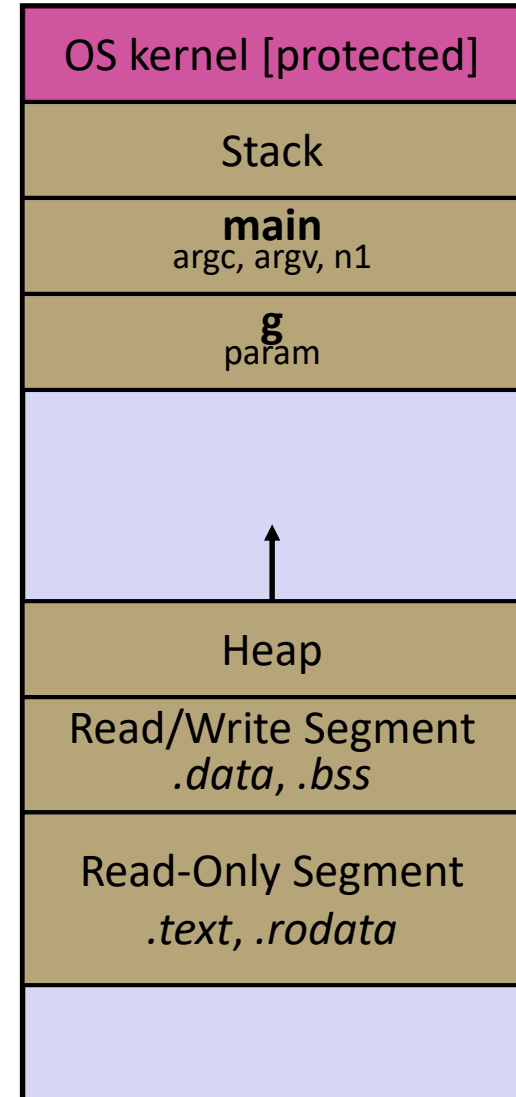 OS kernel [protected]
Stack
main
argc, argv, n1
g
param
Heap
Read/Write Segment
.data, .bss
Read-Only Segment
.text, .rodata